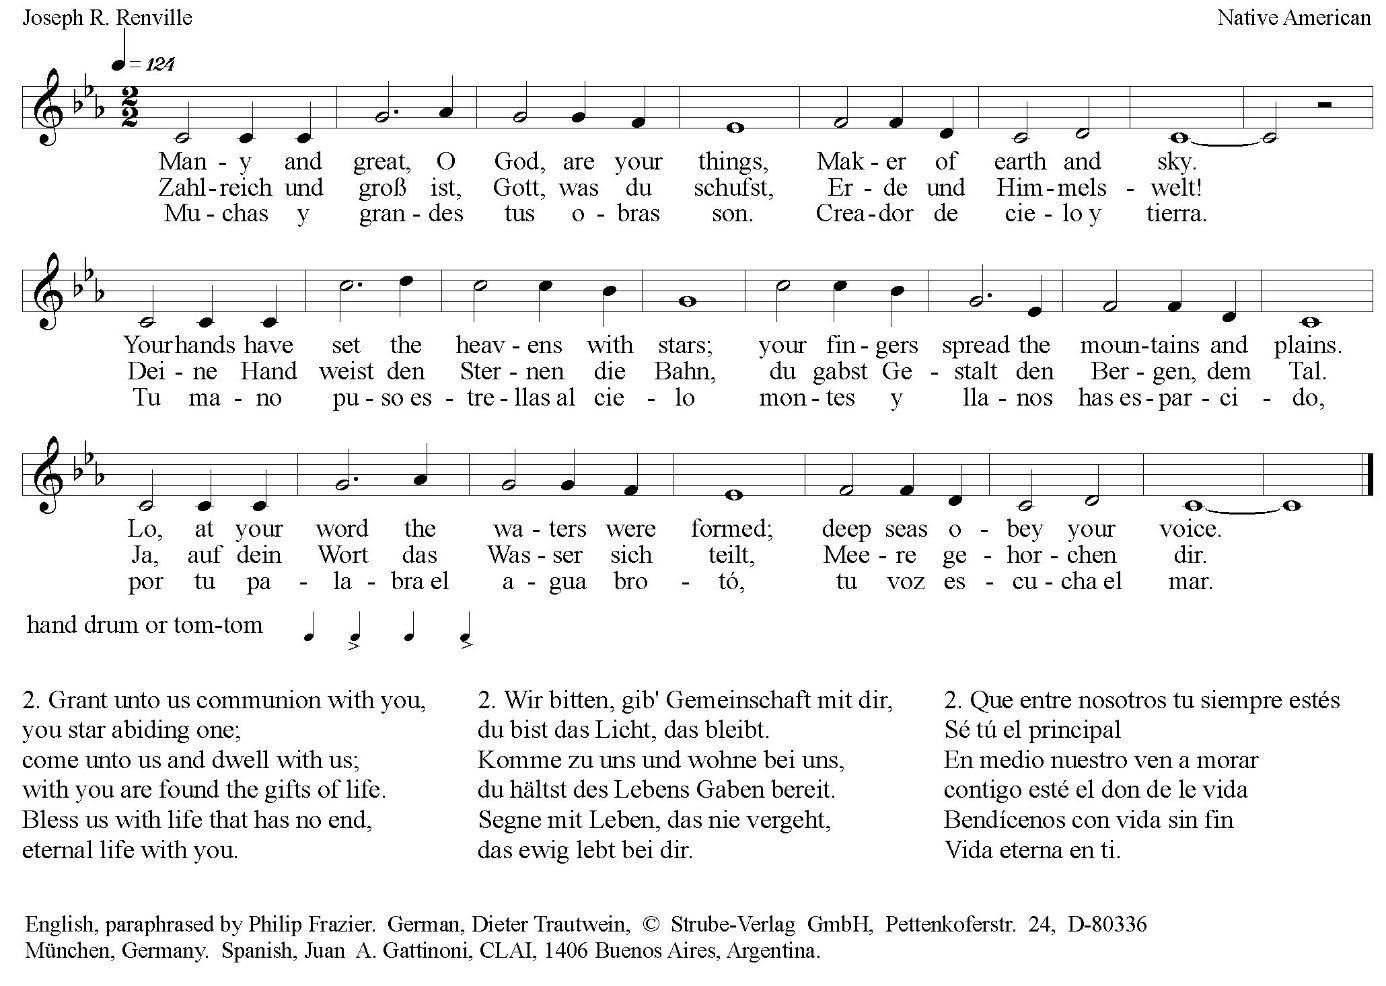 Joseph R. Renville
Native American
= 124
2
2
Man - y and great, O God, are your things, Mak - er of earth and sky.
Zahl - reich und groß ist, Gott, was du schufst, Er - de und Him - mels - welt!
Mu - chas y gran - des tus o - bras son. Crea - dor de cie - lo y tierra.
Your hands have set the heav - ens with stars; your fin - gers spread the moun - tains and plains.
Dei - ne Hand weist den Ster - nen die Bahn, du gabst Ge - stalt den Ber - gen, dem Tal.
Tu ma - no pu - so es - tre - llas al cie - lo mon - tes y lla - nos has es - par - ci - do,
Lo, at your word the wa - ters were formed; deep seas o - bey your voice.
Ja, auf dein Wort das Was - ser sich teilt, Mee - re ge - hor - chen dir.
por tu pa - la - bra el a - gua bro - tó, tu voz es - cu - cha el mar.
hand drum or tom-tom
2. Grant unto us communion with you,
you star abiding one;
come unto us and dwell with us;
with you are found the gifts of life.
Bless us with life that has no end,
eternal life with you.
2. Wir bitten, gib' Gemeinschaft mit dir,
du bist das Licht, das bleibt.
Komme zu uns und wohne bei uns,
du hältst des Lebens Gaben bereit.
Segne mit Leben, das nie vergeht,
das ewig lebt bei dir.
2. Que entre nosotros tu siempre estés
Sé tú el principal
En medio nuestro ven a morar
contigo esté el don de le vida
Bendícenos con vida sin fin
Vida eterna en ti.
English, paraphrased by Philip Frazier. German, Dieter Trautwein, © Strube-Verlag GmbH, Pettenkoferstr. 24, D-80336
München, Germany. Spanish, Juan A. Gattinoni, CLAI, 1406 Buenos Aires, Argentina.